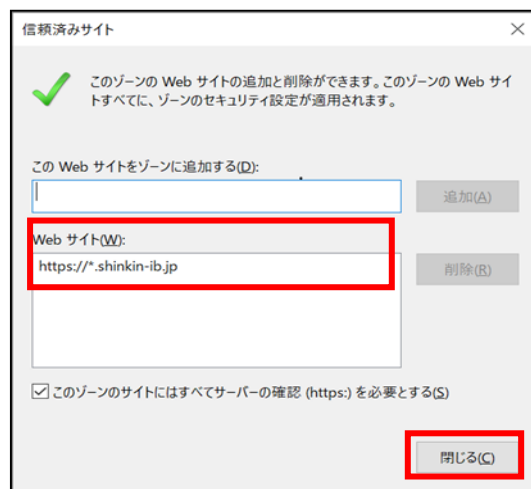 信頼済みサイト
このゾーンの Web サイトの追加と削除ができます。このゾーンの Web サイ
トすべてに、ゾーンのセキュリティ設定が適用されます。
この Web サイトをゾーンに追加する(D):
追加(A)
Web サイト(W):
https://*.shinkin-ib.jp
削除(R)
このゾーンのサイトにはすべてサーバーの確認 (https:) を必要とする(S)
閉じる(C)